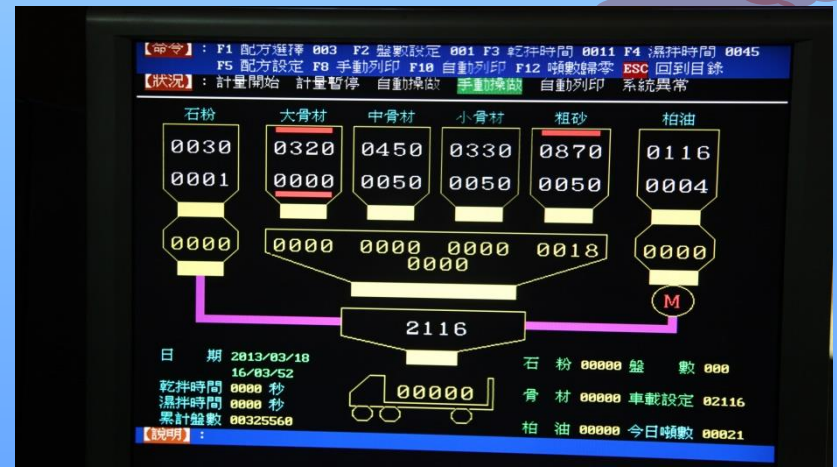 【命令】: F1 配方選擇 003 F2 盤數設定 001 F3 乾拌時間 0011 F4 濕拌時間 0045
F5 配方設定 F8 手動列印 F10 自動列印 F12 噸數歸零 ESC 回到目錄
【狀況】: 計量開始 計量暫停 自動操做 手動操做 自動列印 系統異常
石粉 大骨材 中骨材 小骨材 粗砂 柏油
0030 0320 0450 0330 0870 0116
0001 0000 0050 0050 0050 0004
0000 0000 0000 0000 0018 0000
0000
M
2116
日 期 2013/03/18
16/03/52
乾拌時間 0000 秒
濕拌時間 0000 秒
累計盤數 00325560
00000
石 粉 00000 盤 數 000
骨 材 00000 車載設定 02116
柏 油 00000 今日噸數 00021
【說明】: